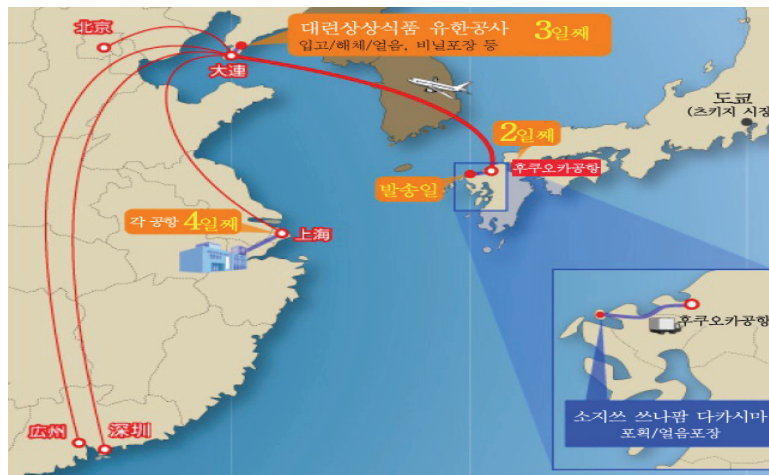 北京
대련상상식품 유한공사 3일째
입고/해체/얼음, 비닐포장 등
大連
도쿄
(츠키지 시장
2일째
후쿠오카공항
발송일
각 공항 4일째
上海
후쿠오카공항
소지쓰 쓰나팜 다카시마
포획/얼음포장
広州
深圳